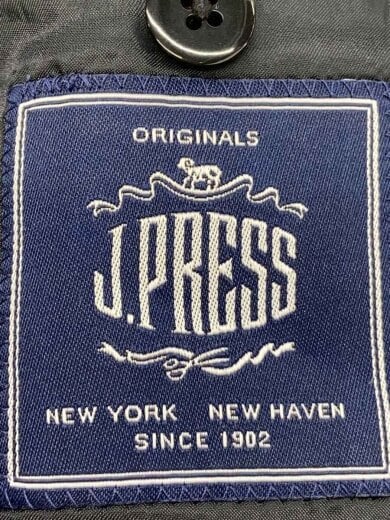 ORIGINALS
J.PRESS
NEW YORK NEW HAVEN
SINCE 1902